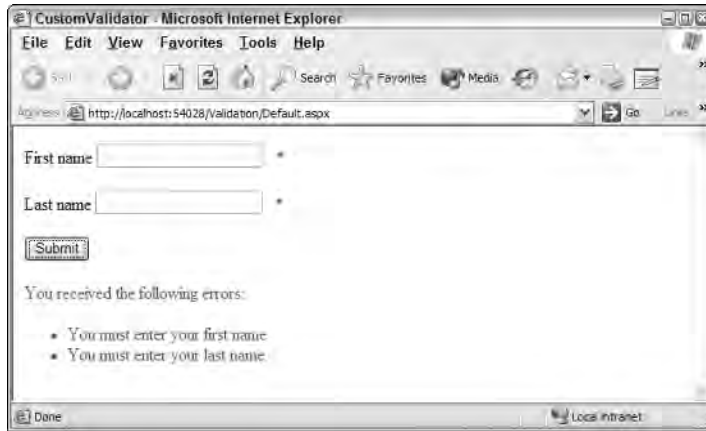 CustomValidator - Microsoft Internet Explorer
File Edit View Favorites Tools Help
Search Favorites Media
Address http://localhost:54028/Validation/Default.aspx Go Links »
First name *
Last name *
Submit
You received the following errors:
• You must enter your first name
• You must enter your last name
Done Local intranet